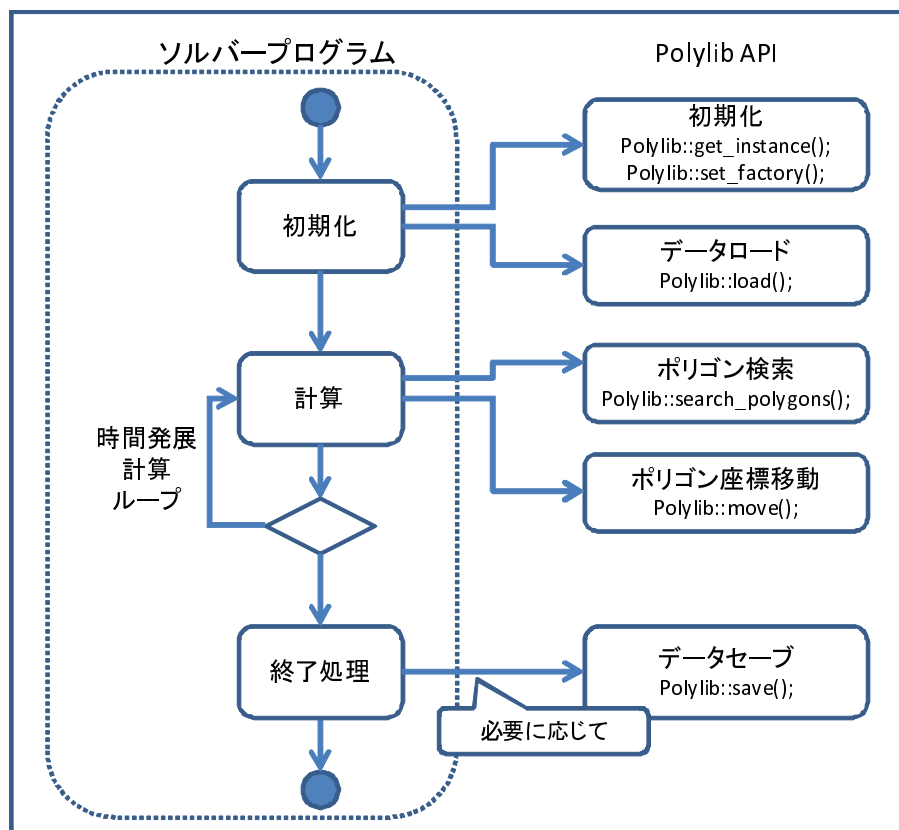 ソルバープログラム
Polylib API
初期化
Polylib::get_instance();
Polylib::set_factory();
初期化
データロード
Polylib::load();
計算
ポリゴン検索
Polylib::search_polygons();
時間発展
計算
ループ
ポリゴン座標移動
Polylib::move();
終了処理
データセーブ
Polylib::save();
必要に応じて